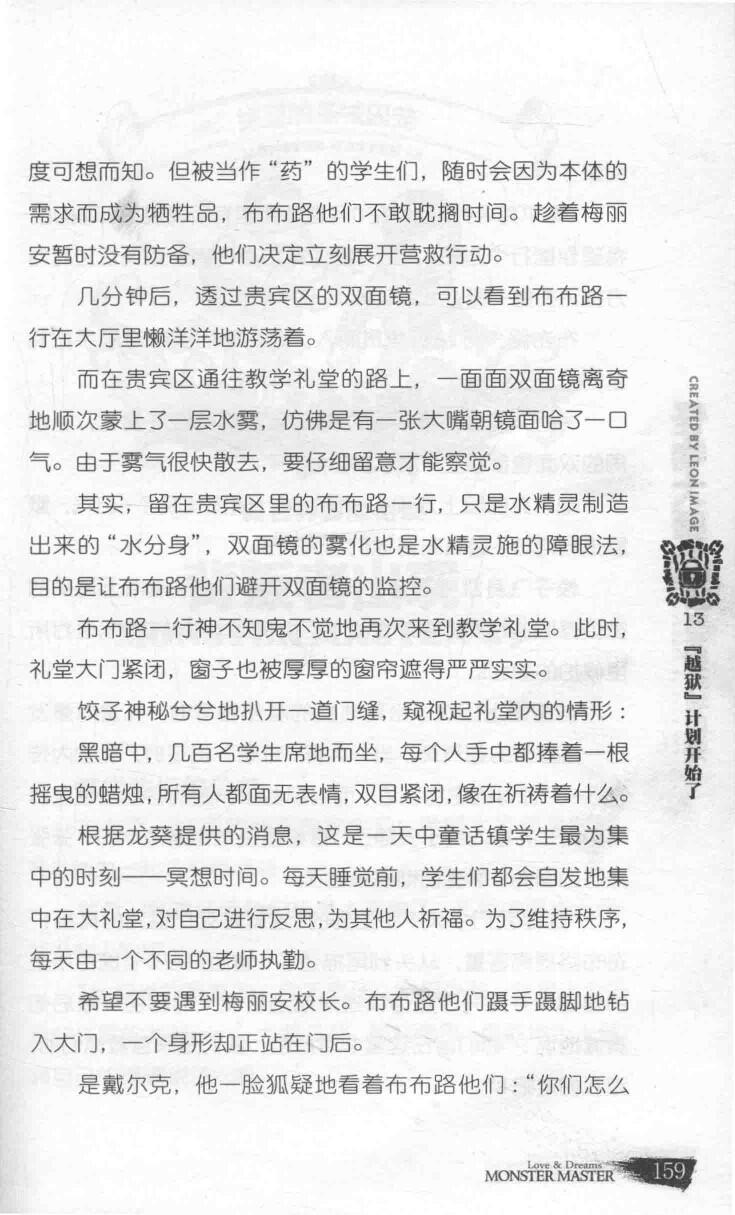 度可想而知。但被当作“药”的学生们，随时会因为本体的
需求而成为牺牲品，布布路他们不敢耽搁时间。趁着梅丽
安暂时没有防备，他们决定立刻展开营救行动。
几分钟后，透过贵宾区的双面镜，可以看到布布路一
行在大厅里懒洋洋地游荡着。
而在贵宾区通往教学礼堂的路上，一面面双面镜离奇
地顺次蒙上了一层水雾，仿佛是有一张大嘴朝镜面哈了一口
气。由于雾气很快散去，要仔细留意才能察觉。
其实，留在贵宾区里的布布路一行，只是水精灵制造
出来的“水分身”，双面镜的雾化也是水精灵施的障眼法，
目的是让布布路他们避开双面镜的监控。
布布路一行神不知鬼不觉地再次来到教学礼堂。此时，
礼堂大门紧闭，窗子也被厚厚的窗帘遮得严严实实。
饺子神秘兮兮地扒开一道门缝，窥视起礼堂内的情形：
黑暗中，几百名学生席地而坐，每个人手中都捧着一根
摇曳的蜡烛，所有人都面无表情，双目紧闭，像在祈祷着什么。
根据龙葵提供的消息，这是一天中童话镇学生最为集
中的时刻——冥想时间。每天睡觉前，学生们都会自发地集
中在大礼堂，对自己进行反思，为其他人祈福。为了维持秩序，
每天由一个不同的老师执勤。
希望不要遇到梅丽安校长。布布路他们蹑手蹑脚地钻
入大门，一个身形却正站在门后。
是戴尔克，他一脸狐疑地看着布布路他们：“你们怎么
CREATED BY LEON IMAGE
13
『越狱』计划开始了
Love & Dreams
MONSTER MASTER
159